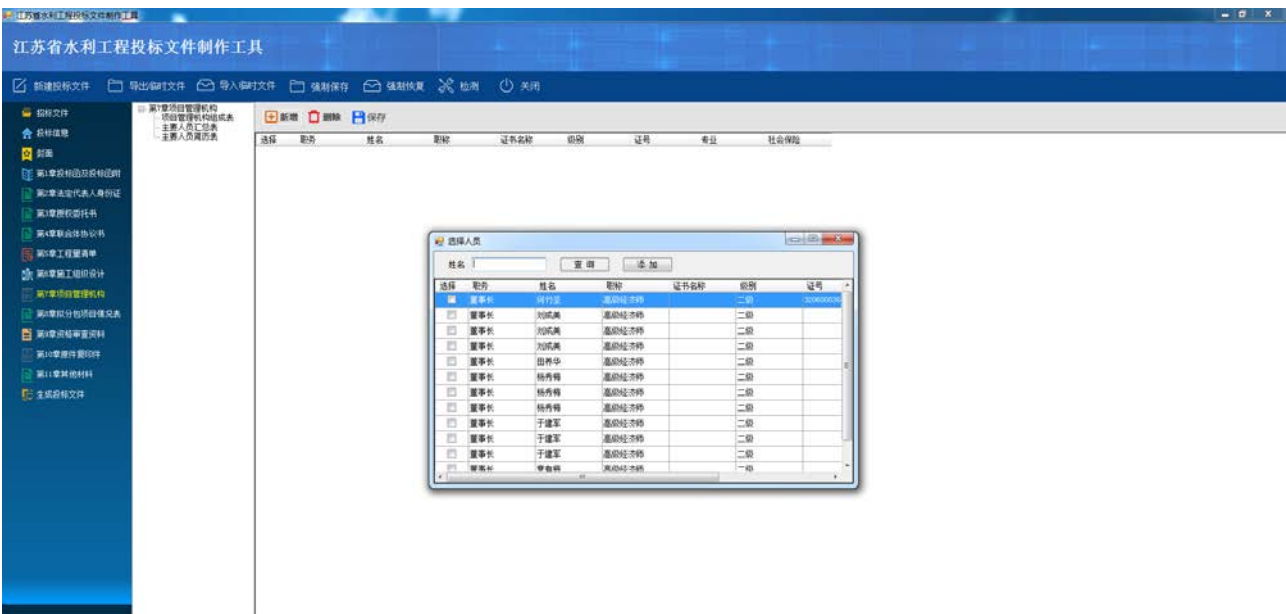 江苏省水利工程投标文件制作工具
江苏省水利工程投标文件制作工具
新建投标文件 导出临时文件 导入临时文件 强制保存 强制恢复 检测 关闭
招标文件
投标信息
封面
第1章投标函及投标函附
第2章法定代表人身份证
第3章授权委托书
第4章联合体协议书
第5章工程量清单
第6章施工组织设计
第7章项目管理机构
第8章拟分包项目情况表
第9章资格审查资料
第10章原件复印件
第11章其他材料
生成投标文件
第7章项目管理机构
项目管理机构组成表
主要人员汇总表
主要人员简历表
新增 删除 保存
选择 职务 姓名 职称 证书名称 级别 证号 专业 社会保险
选择人员
姓名 查询 添加
选择 职务 姓名 职称 证书名称 级别 证号
董事长 高级经济师 二级
董事长 刘成美 高级经济师 二级
董事长 刘成美 高级经济师 二级
董事长 刘成美 高级经济师 二级
董事长 田养华 高级经济师 二级
董事长 杨秀梅 高级经济师 二级
董事长 杨秀梅 高级经济师 二级
董事长 杨秀梅 高级经济师 二级
董事长 于建军 高级经济师 二级
董事长 于建军 高级经济师 二级
董事长 于建军 高级经济师 二级
董事长 高级经济师 二级